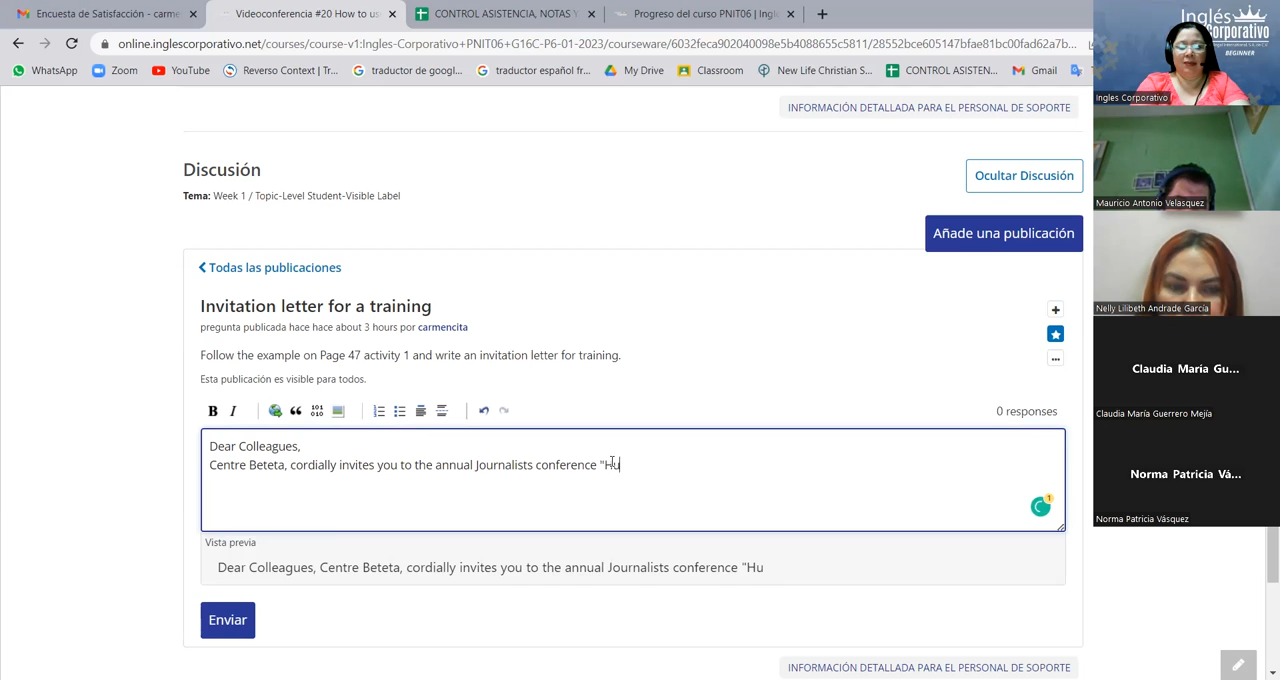 Encuesta de Satisfacción - carme
Videoconferencia #20 How to us
CONTROL ASISTENCIA, NOTAS Y
Progreso del curso PNIT06 | Ingl
online.inglescorporativo.net/courses/course-v1:Ingles-Corporativo+PNIT06+G16C-P6-01-2023/courseware/6032feca902040098e5b4088655c5811/28552bce605147bfae81bc00fad62a7b...
WhatsApp Zoom YouTube Reverso Context | Tr... traductor de googl... traductor español fr... My Drive Classroom New Life Christian S... CONTROL ASISTEN... Gmail
INFORMACIÓN DETALLADA PARA EL PERSONAL DE SOPORTE
Discusión
Ocultar Discusión
Tema: Week 1 / Topic-Level Student-Visible Label
Añade una publicación
Todas las publicaciones
Invitation letter for a training
pregunta publicada hace hace about 3 hours por carmencita
Follow the example on Page 47 activity 1 and write an invitation letter for training.
Esta publicación es visible para todos.
B I
0 responses
Dear Colleagues,
Centre Beteta, cordially invites you to the annual Journalists conference "Hu
1
Vista previa
Dear Colleagues, Centre Beteta, cordially invites you to the annual Journalists conference "Hu
Enviar
INFORMACIÓN DETALLADA PARA EL PERSONAL DE SOPORTE
Inglés
Corporativo
BEGINNER
Ingles Corporativo
Mauricio Antonio Velasquez
Nelly Lilibeth Andrade García
Claudia María Gu...
Claudia María Guerrero Mejía
Norma Patricia Vá...
Norma Patricia Vásquez